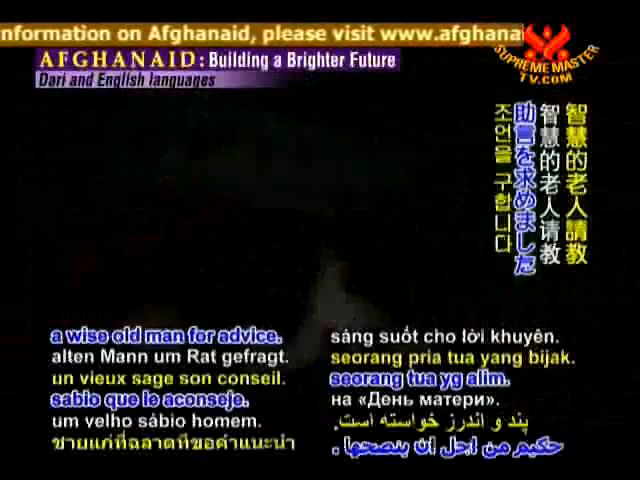 nformation on Afghanaid, please visit www.afghana
AFGHANAID: Building a Brighter Future
Dari and English languages
SUPREME MASTER
TV.COM
智慧的老人請教
智慧的老人请教
助言を求めました
조언을 구합니다
a wise old man for advice.
alten Mann um Rat gefragt.
un vieux sage son conseil.
sabio que le aconseje.
um velho sábio homem.
ชายแก่ที่ฉลาดที่ขอคำแนะนำ
sáng suốt cho lời khuyên.
seorang pria tua yang bijak.
seorang tua yg alim.
на «День матери».
پند و اندرز خواسته است.
حكيم من اجل ان ينصحها .